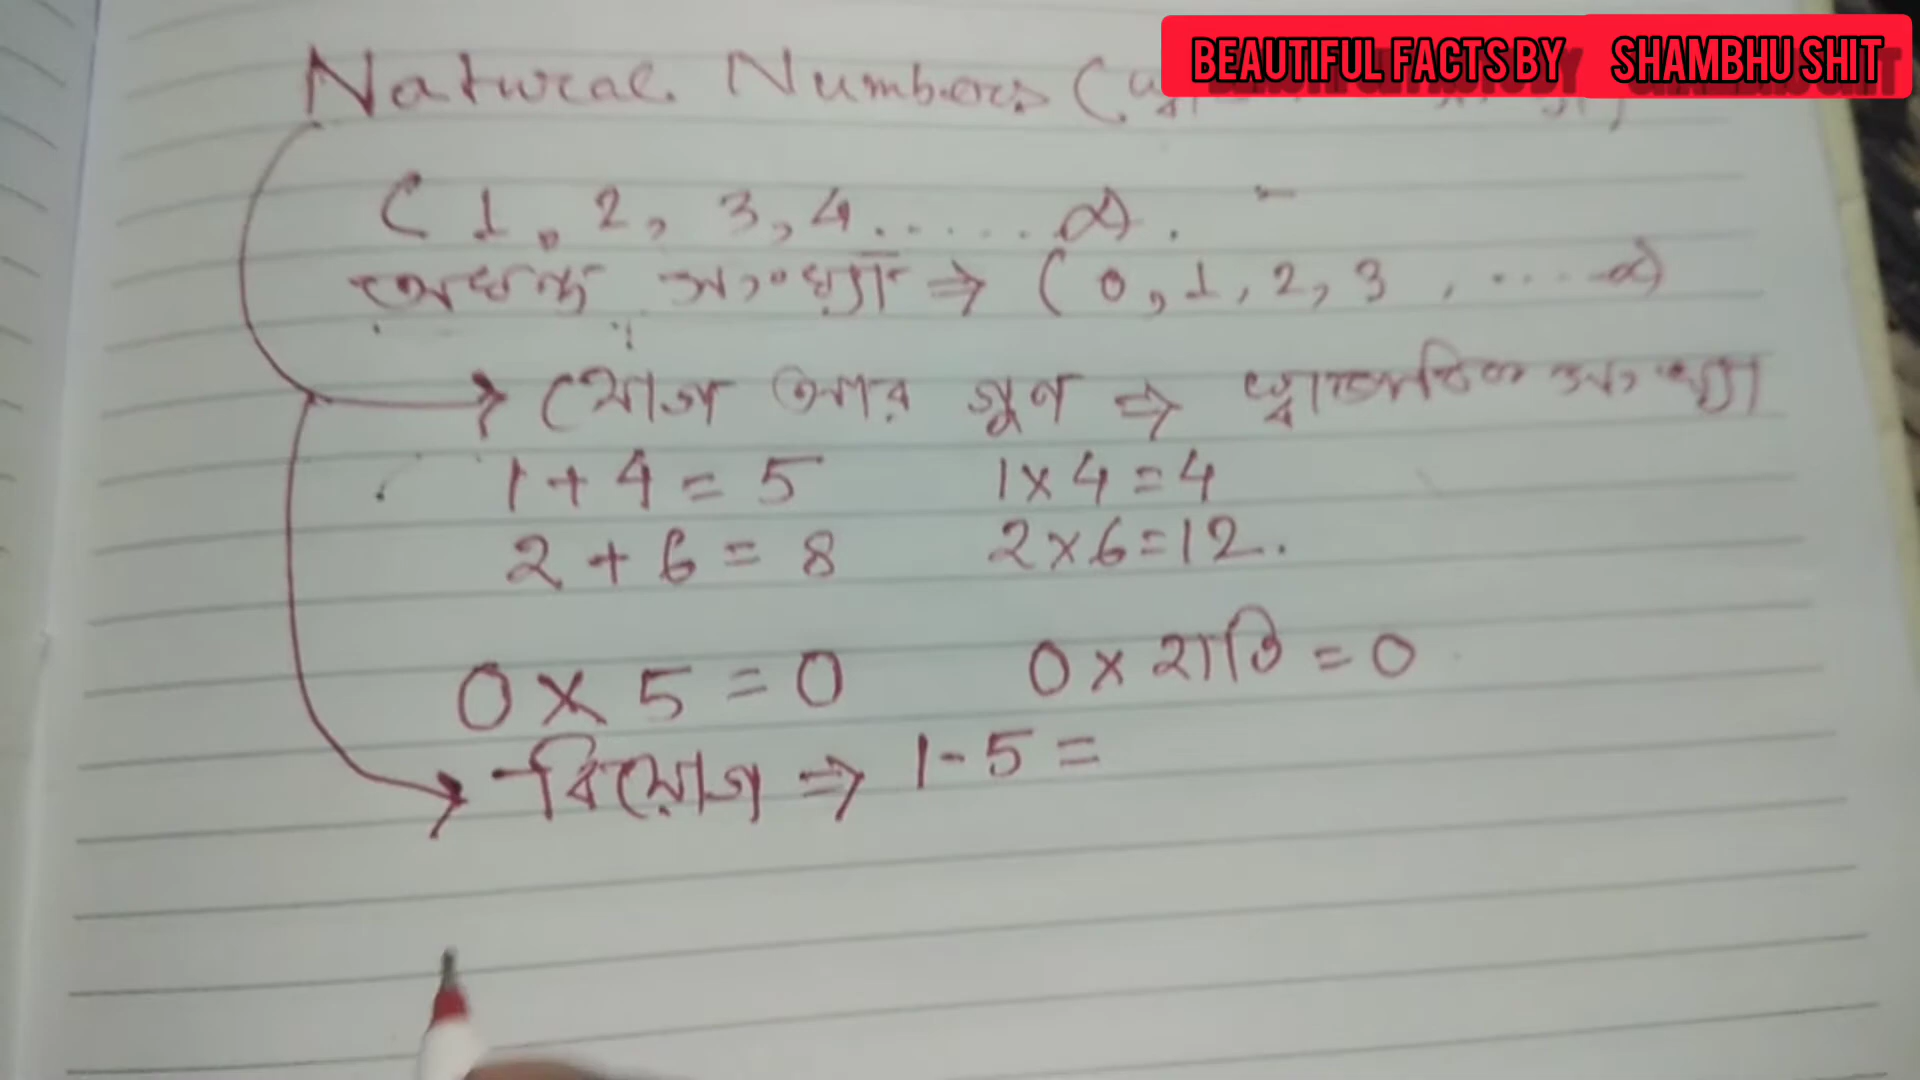 BEAUTIFUL FACTS BY SHAMBHU SHIT
Natural Numbers (
( 1, 2, 3, 4......∝).
অখন্ড সংখ্যা ⇒ ( 0, 1, 2, 3, ....∝)
→ যোগ আর গুন ⇒ স্বাভাবিক সংখ্যা
1 + 4 = 5 1 × 4 = 4
2 + 6 = 8 2 × 6 = 12.
0 × 5 = 0 0 × রাশি = 0
→ বিয়োগ ⇒ 1 - 5 =